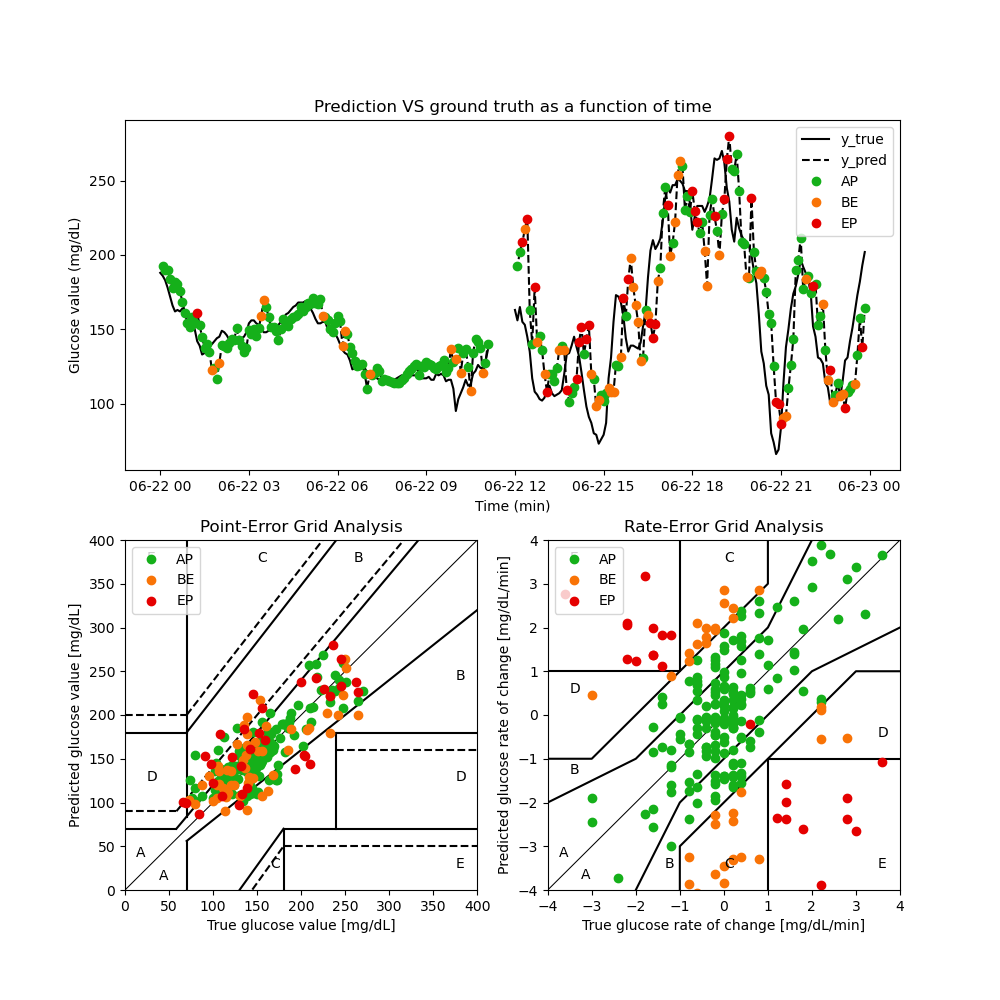 Prediction VS ground truth as a function of time
Glucose value (mg/dL)
250
200
150
100
y_true
y_pred
AP
BE
EP
06-22 00 06-22 03 06-22 06 06-22 09 06-22 12 06-22 15 06-22 18 06-22 21 06-23 00
Time (min)
Point-Error Grid Analysis
Predicted glucose value [mg/dL]
400
350
300
250
200
150
100
50
0
AP
BE
EP
C
B
B
D
D
A
A
C
E
0 50 100 150 200 250 300 350 400
True glucose value [mg/dL]
Rate-Error Grid Analysis
Predicted glucose rate of change [mg/dL/min]
4
3
2
1
0
−1
−2
−3
−4
AP
BE
EP
C
D
D
B
A
A
B
C
E
−4 −3 −2 −1 0 1 2 3 4
True glucose rate of change [mg/dL/min]